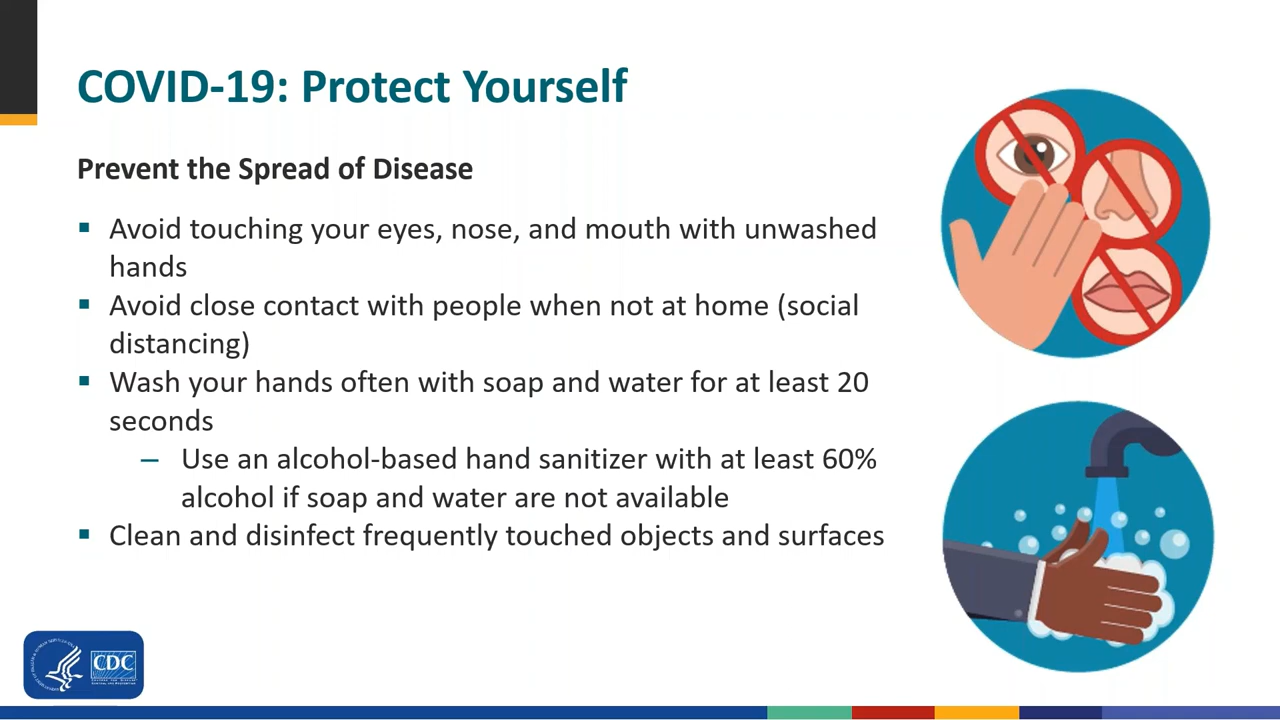 COVID-19: Protect Yourself
Prevent the Spread of Disease
▪ Avoid touching your eyes, nose, and mouth with unwashed
hands
▪ Avoid close contact with people when not at home (social
distancing)
▪ Wash your hands often with soap and water for at least 20
seconds
– Use an alcohol-based hand sanitizer with at least 60%
alcohol if soap and water are not available
▪ Clean and disinfect frequently touched objects and surfaces
CDC